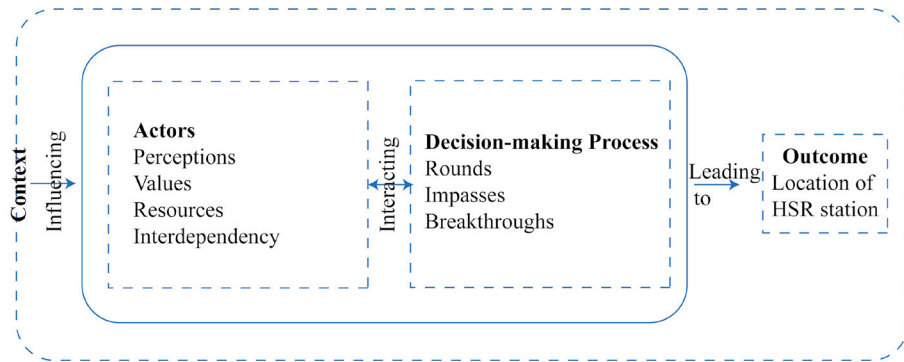 Context
Influencing
Actors
Perceptions
Values
Resources
Interdependency
Interacting
Decision-making Process
Rounds
Impasses
Breakthroughs
Leading
to
Outcome
Location of
HSR station